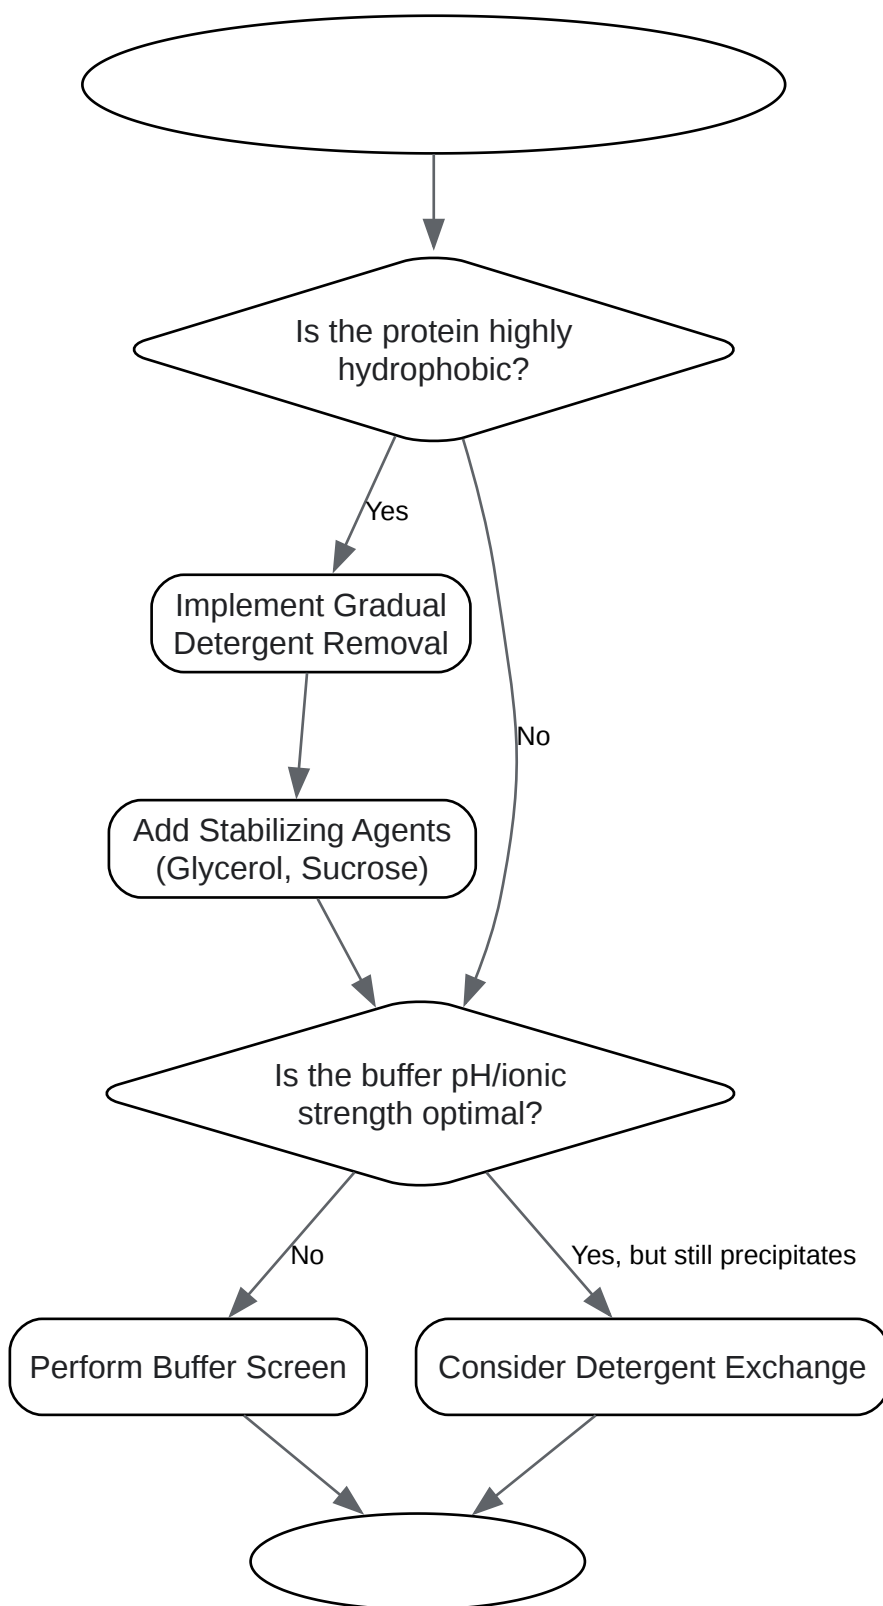 Is the protein highly
hydrophobic?
Yes
Implement Gradual
Detergent Removal
No
Add Stabilizing Agents
(Glycerol, Sucrose)
Is the buffer pH/ionic
strength optimal?
No
Yes, but still precipitates
Perform Buffer Screen
Consider Detergent Exchange